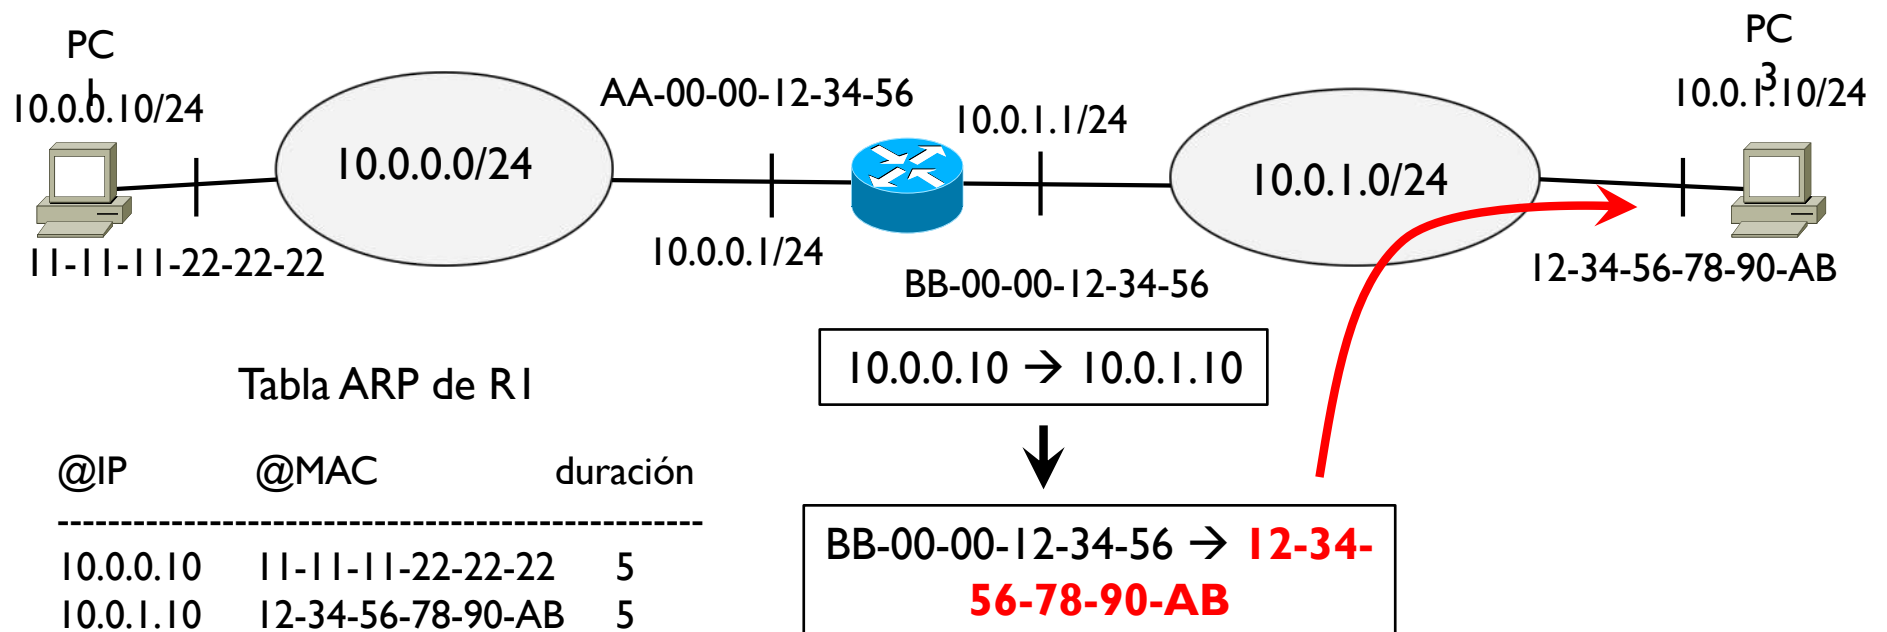 PC
1
10.0.0.10/24
11-11-11-22-22-22
10.0.0.0/24
AA-00-00-12-34-56
10.0.0.1/24
10.0.1.1/24
BB-00-00-12-34-56
10.0.1.0/24
PC
3
10.0.1.10/24
12-34-56-78-90-AB
10.0.0.10 → 10.0.1.10
BB-00-00-12-34-56 → 12-34-
56-78-90-AB
Tabla ARP de R1
@IP @MAC duración
----------------------------------------------------
10.0.0.10 11-11-11-22-22-22 5
10.0.1.10 12-34-56-78-90-AB 5